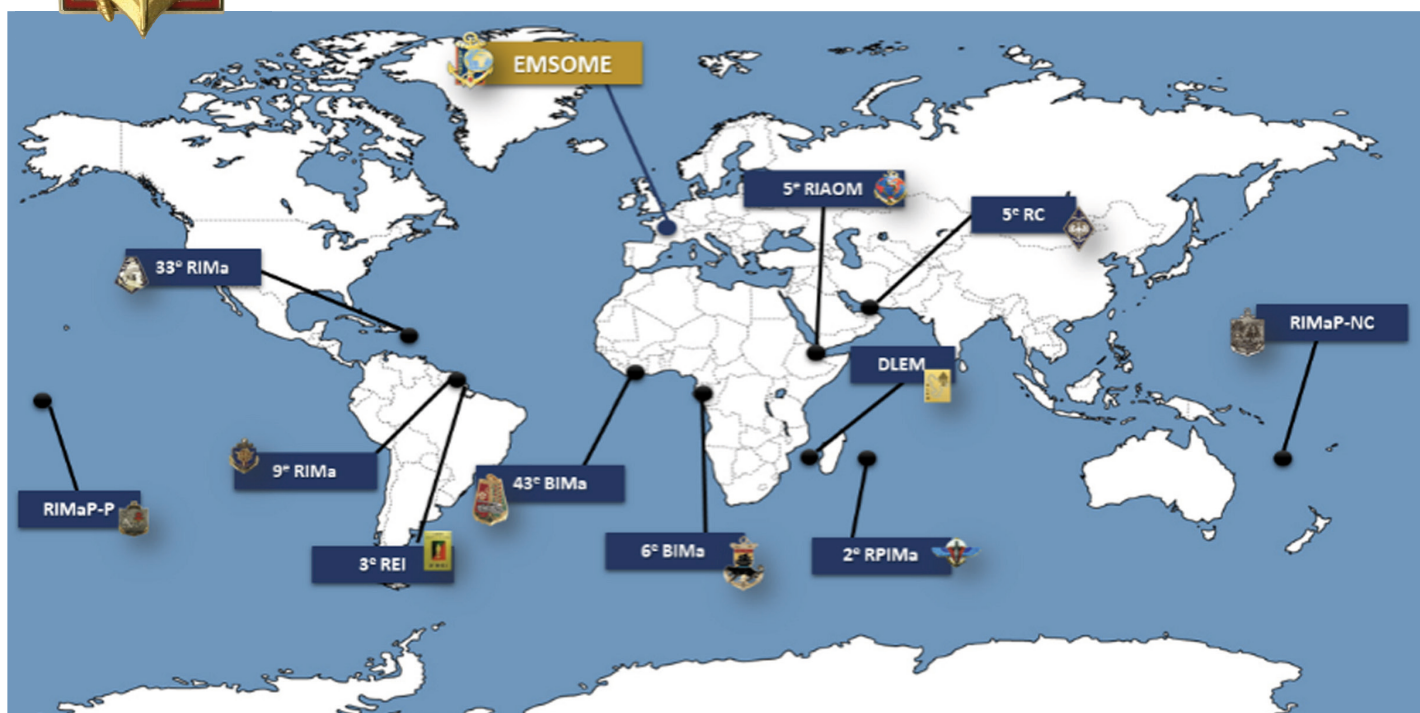 EMSOME
5e RIAOM
5e RC
33e RIMa
RIMaP-NC
DLEM
9e RIMa
43e BIMa
RIMaP-P
3e REI
6e BIMa
2e RPIMa